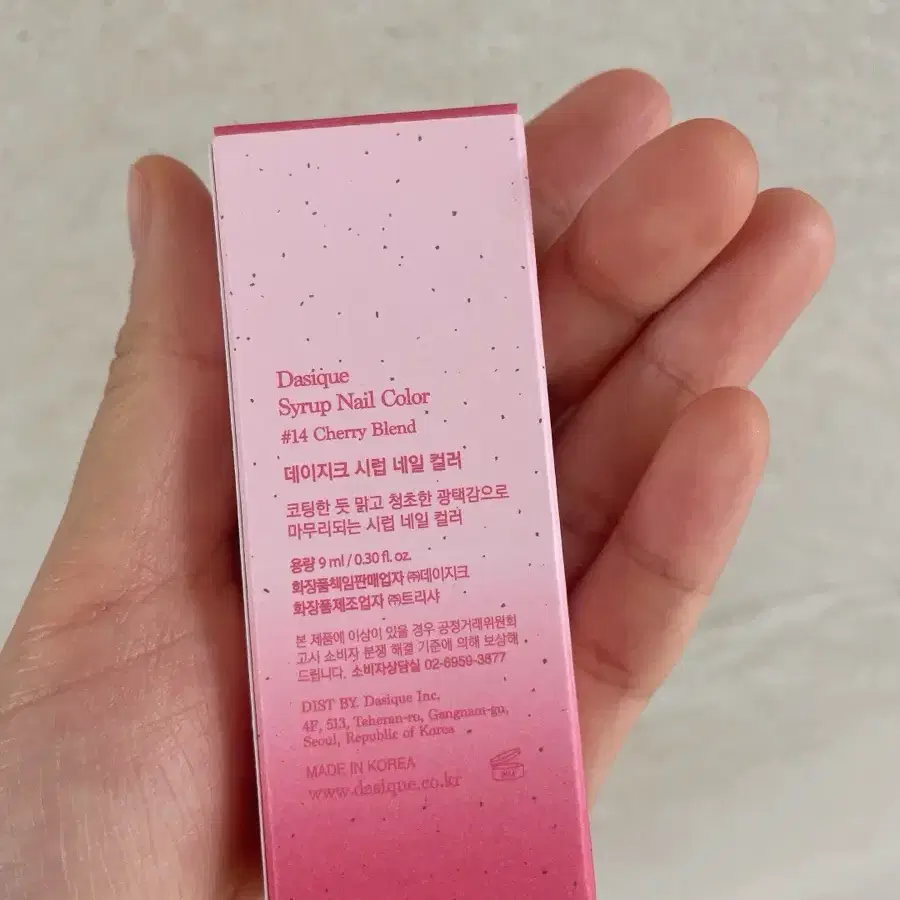 Dasique
Syrup Nail Color
#14 Cherry Blend
데이지크 시럽 네일 컬러
코팅한 듯 맑고 청초한 광택감으로
마무리되는 시럽 네일 컬러
용량 9 ml / 0.30 fl. oz.
화장품책임판매업자 ㈜데이지크
화장품제조업자 ㈜트리샤
본 제품에 이상이 있을 경우 공정거래위원회
고시 소비자 분쟁 해결 기준에 의해 보상해
드립니다. 소비자상담실 02-6959-3877
DIST BY. Dasique Inc.
4F, 513, Teheran-ro, Gangnam-gu,
Seoul, Republic of Korea
MADE IN KOREA
www.dasique.co.kr